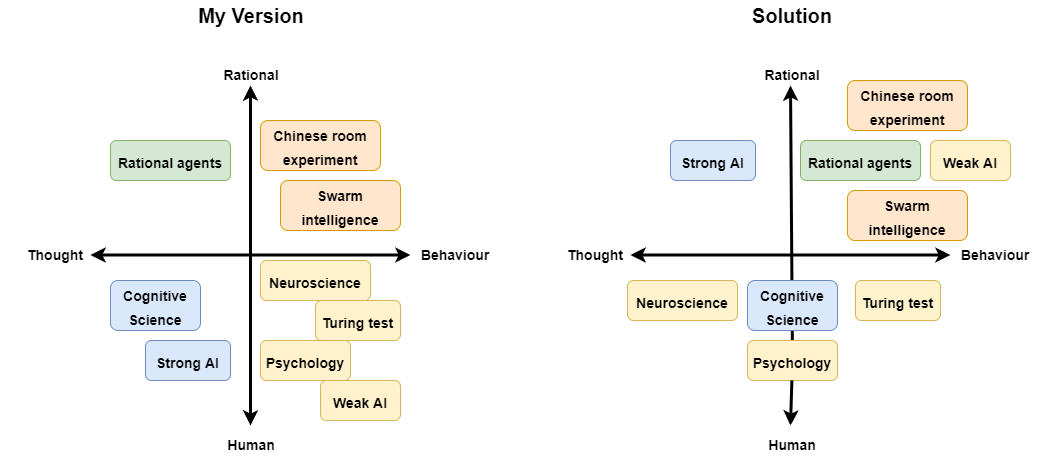 My Version
Rational
Chinese room
experiment
Rational agents
Swarm
intelligence
Thought
Behaviour
Neuroscience
Cognitive
Science
Turing test
Strong AI
Psychology
Weak AI
Human
Solution
Rational
Chinese room
experiment
Strong AI
Rational agents
Weak AI
Swarm
intelligence
Thought
Behaviour
Neuroscience
Cognitive
Science
Turing test
Psychology
Human